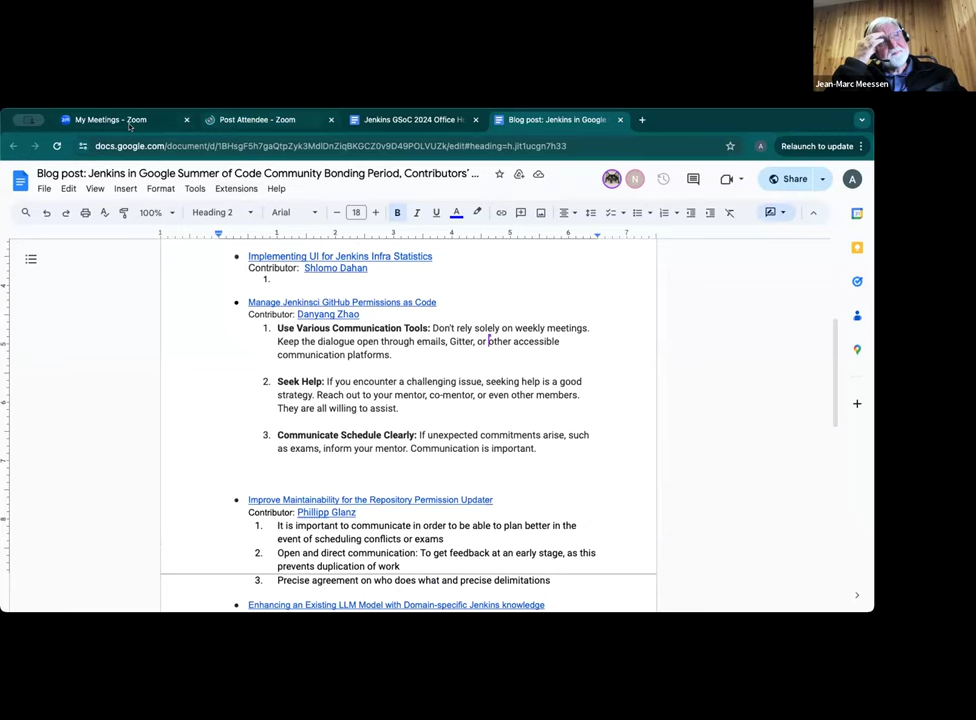 Jean-Marc Meessen
My Meetings - Zoom
Post Attendee - Zoom
Jenkins GSoC 2024 Office H
Blog post: Jenkins in Google
docs.google.com/document/d/1BHsgF5h7gaQtpZyk3MdlDnZiqBKGCZ0v9D49POLVUZk/edit#heading=h.jit1ucgn7h33
A
Relaunch to update
Blog post: Jenkins in Google Summer of Code Community Bonding Period, Contributors' ...
File Edit View Insert Format Tools Extensions Help
N
Share
A
100%
Heading 2
Arial
18
B I U A
1 1 2 3 4 5 6 7
Implementing UI for Jenkins Infra Statistics
Contributor: Shlomo Dahan
1.
Manage Jenkinsci GitHub Permissions as Code
Contributor: Danyang Zhao
1. Use Various Communication Tools: Don't rely solely on weekly meetings.
Keep the dialogue open through emails, Gitter, or other accessible
communication platforms.
2. Seek Help: If you encounter a challenging issue, seeking help is a good
strategy. Reach out to your mentor, co-mentor, or even other members.
They are all willing to assist.
3. Communicate Schedule Clearly: If unexpected commitments arise, such
as exams, inform your mentor. Communication is important.
Improve Maintainability for the Repository Permission Updater
Contributor: Phillipp Glanz
1. It is important to communicate in order to be able to plan better in the
event of scheduling conflicts or exams
2. Open and direct communication: To get feedback at an early stage, as this
prevents duplication of work
3. Precise agreement on who does what and precise delimitations
Enhancing an Existing LLM Model with Domain-specific Jenkins knowledge